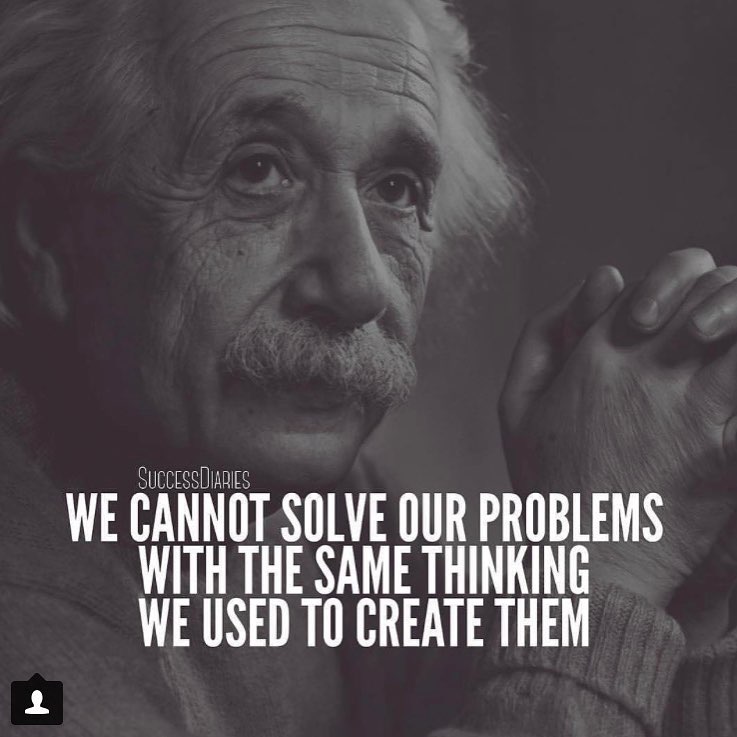 SuccessDiaries
WE CANNOT SOLVE OUR PROBLEMS
WITH THE SAME THINKING
WE USED TO CREATE THEM